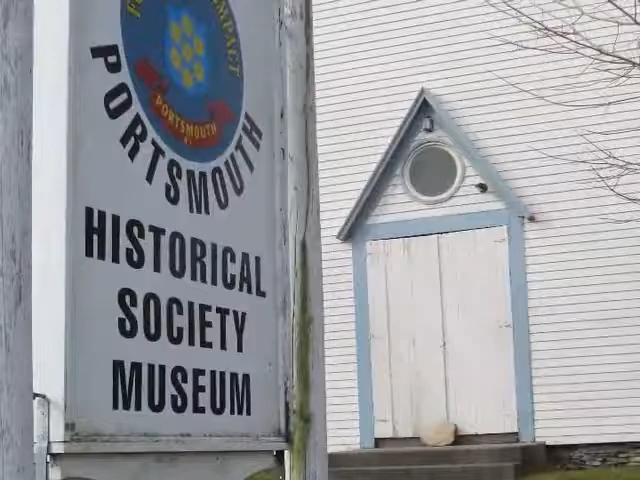 PORTSMOUTH
R.I.
PORTSMOUTH
HISTORICAL
SOCIETY
MUSEUM